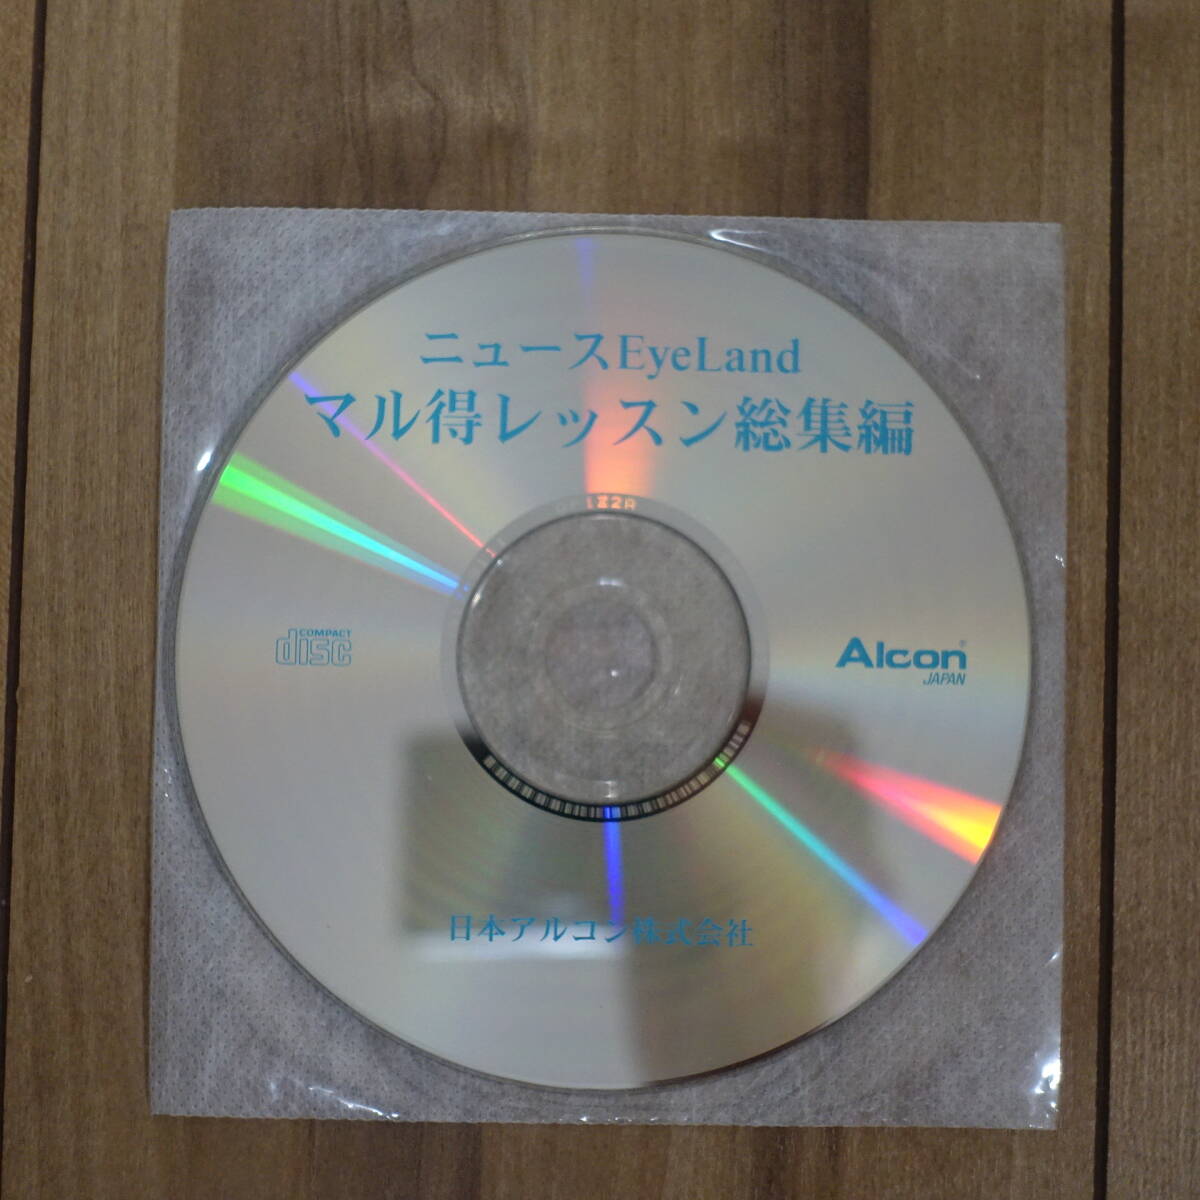 ニュースEyeLand
マル得レッスン総集編
COMPACT
disc
Alcon®
JAPAN
日本アルコン株式会社